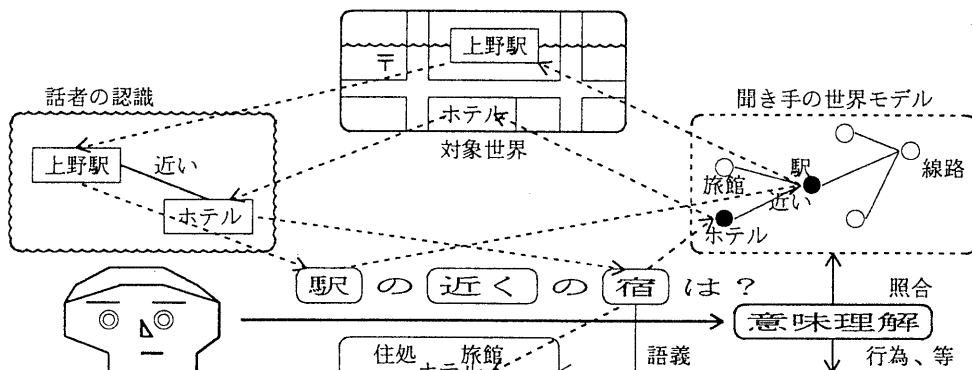 上野駅
〒
ホテル
対象世界
話者の認識
上野駅
近い
ホテル
聞き手の世界モデル
駅
旅館
線路
近い
ホテル
駅の近くの宿は?
照合
意味理解
住処 旅館
ホテル
語義
行為、等